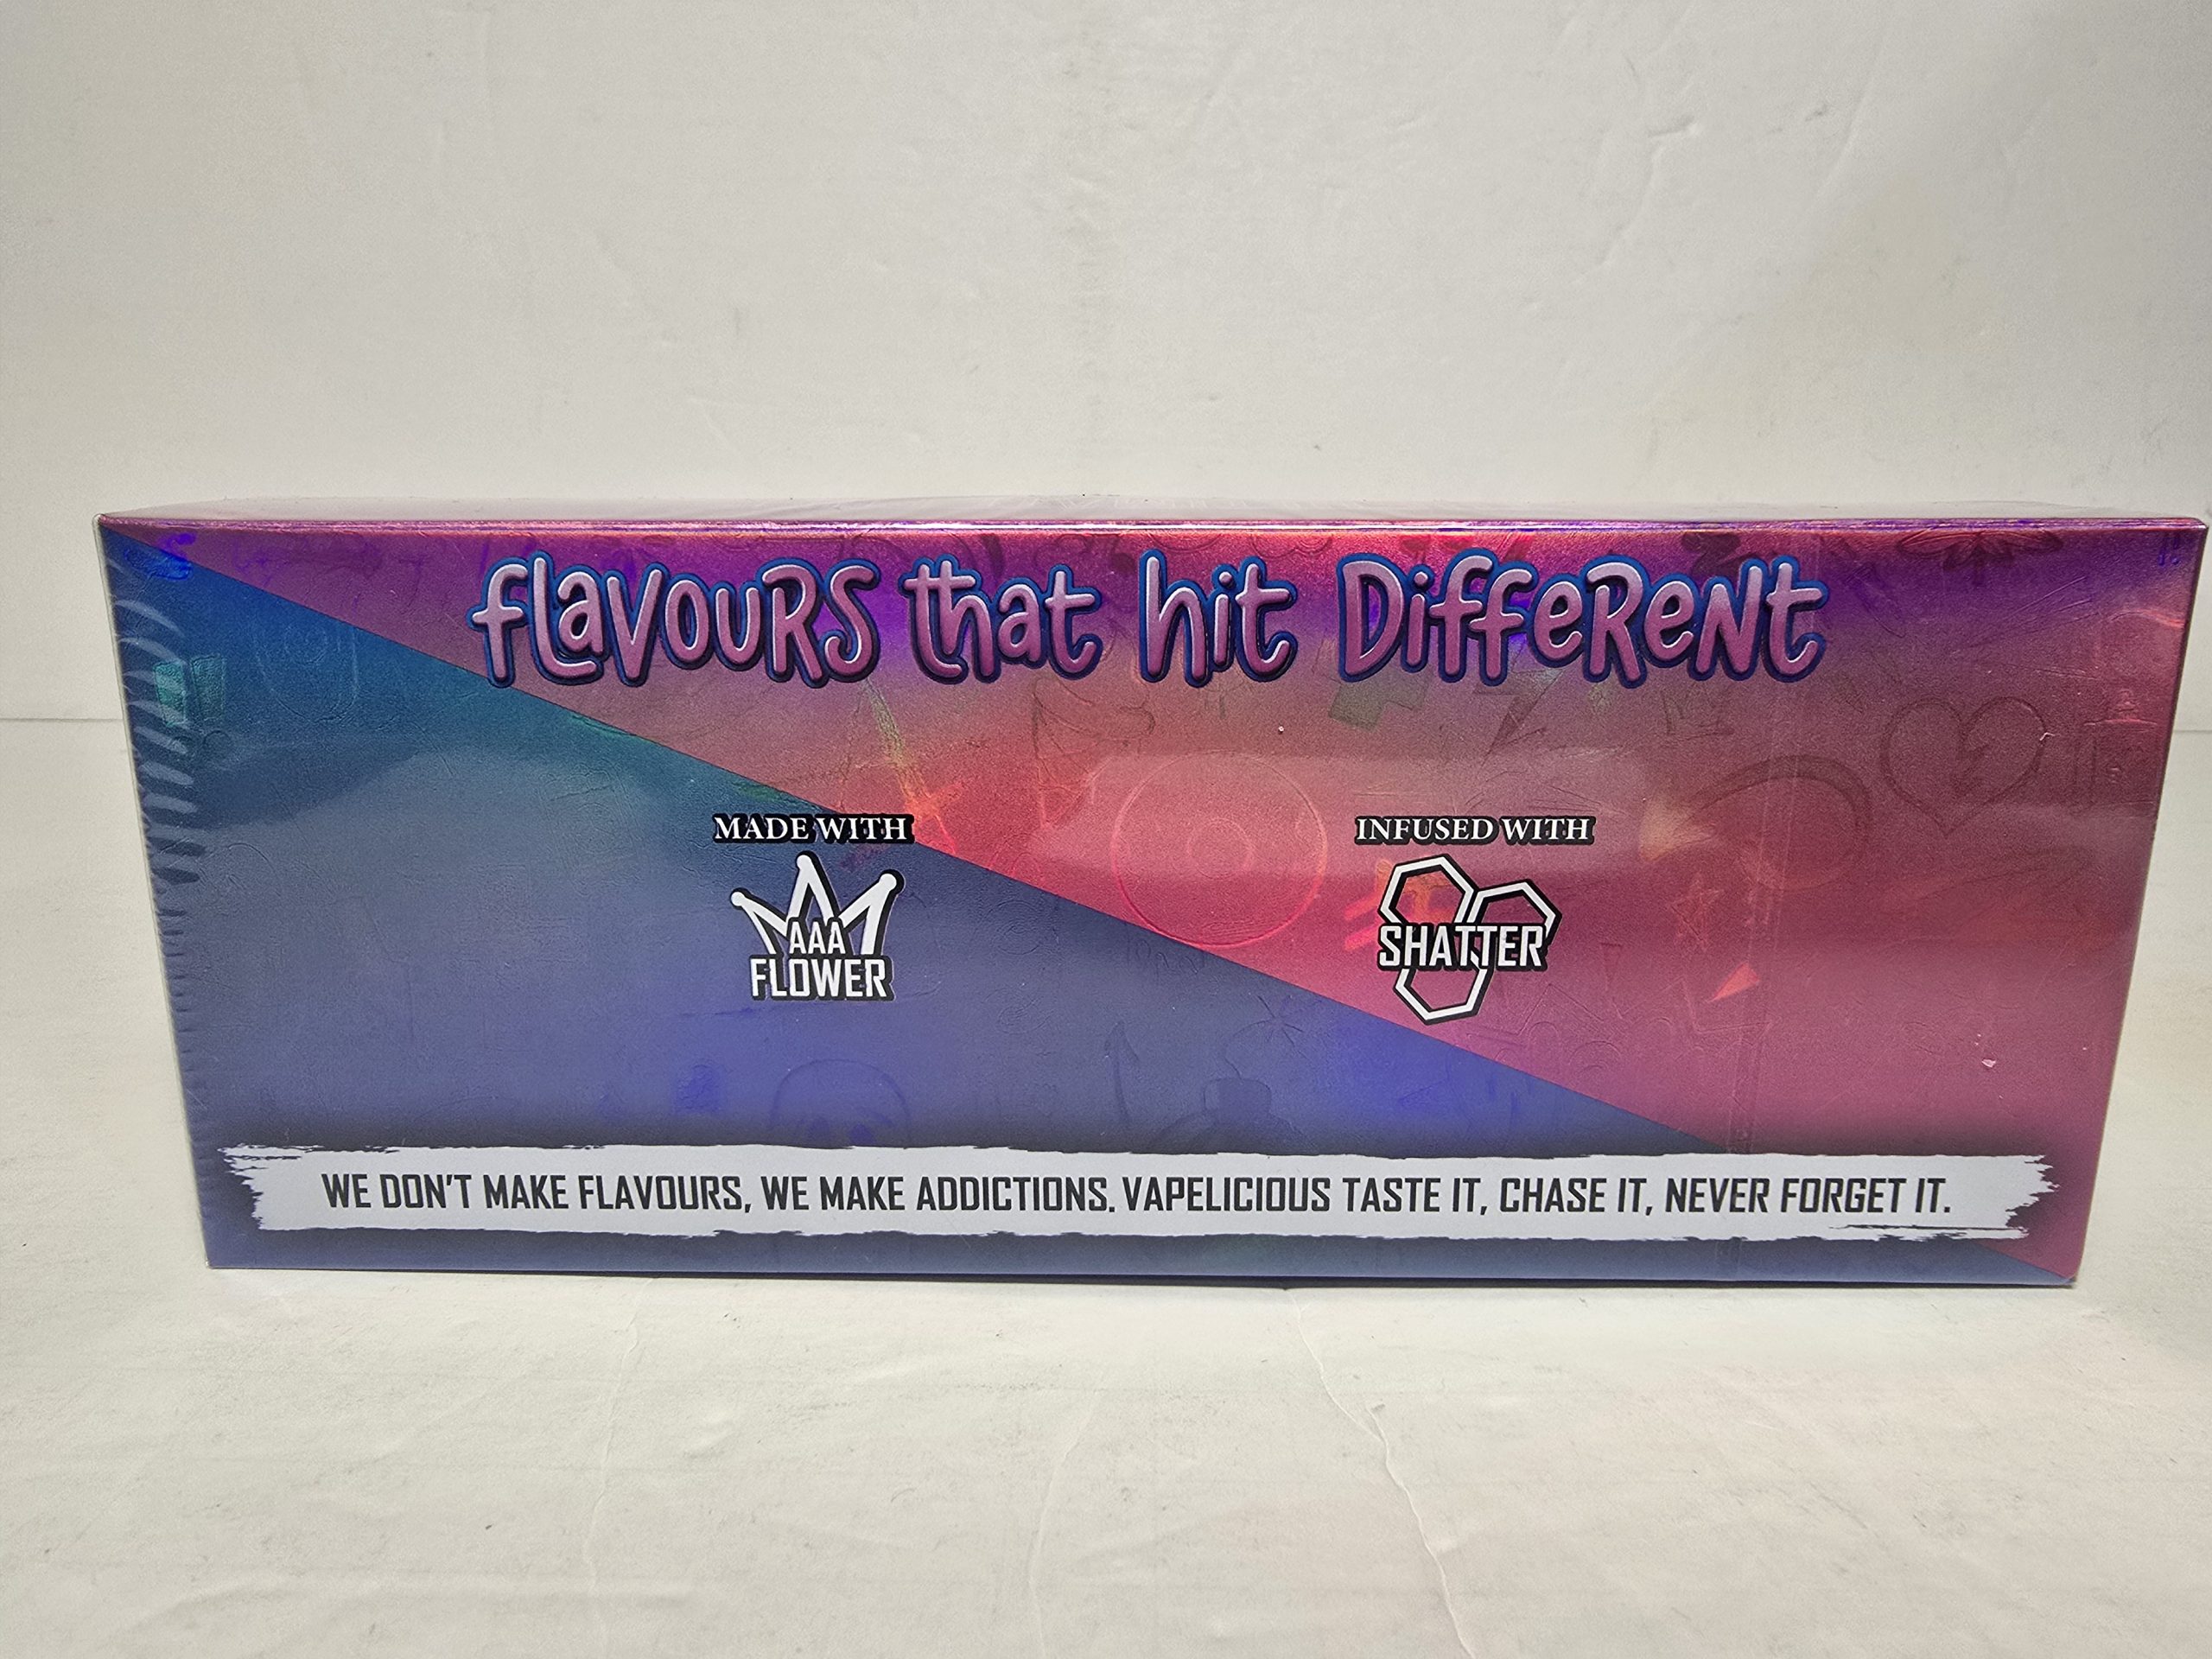 flavouRS that hit DiffeReNt
MADE WITH
AAA
FLOWER
INFUSED WITH
SHATTER
WE DON'T MAKE FLAVOURS, WE MAKE ADDICTIONS. VAPELICIOUS TASTE IT, CHASE IT, NEVER FORGET IT.